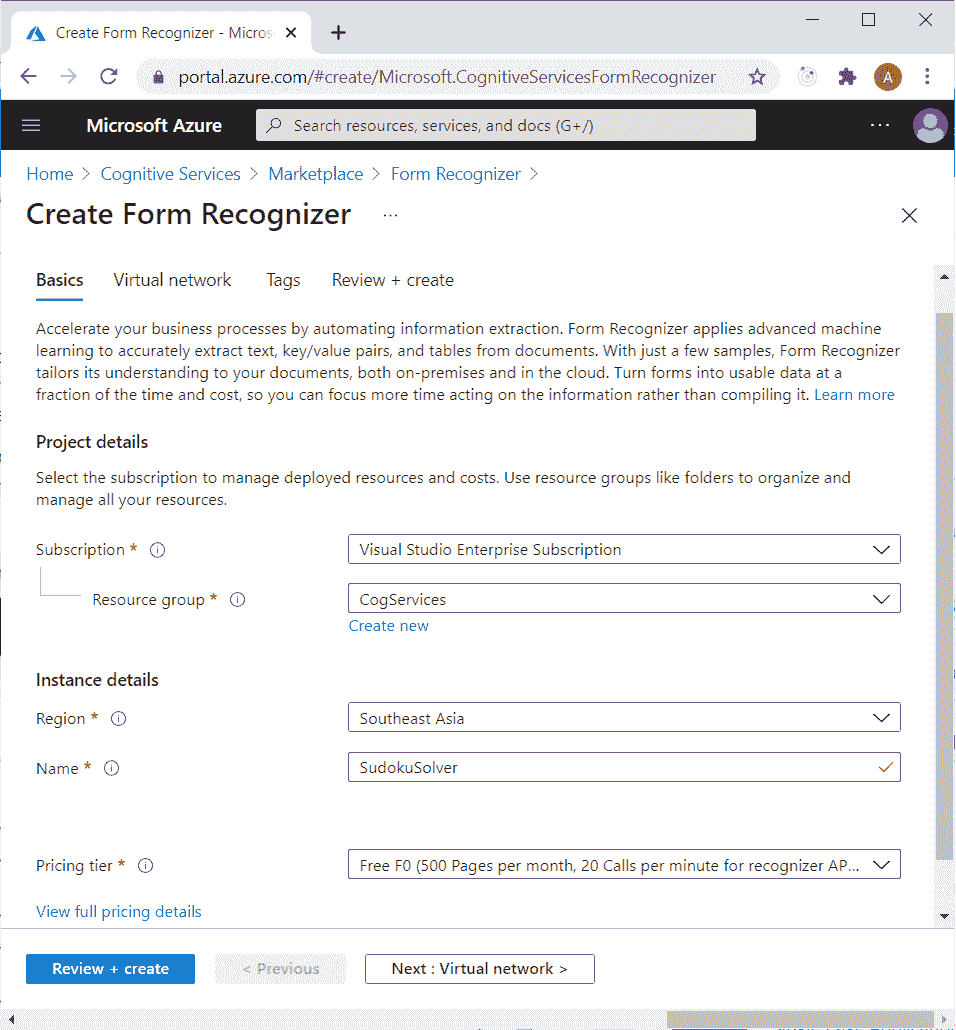 Create Form Recognizer - Micros
portal.azure.com/#create/Microsoft.CognitiveServicesFormRecognizer
A
Microsoft Azure
Search resources, services, and docs (G+/)
Home > Cognitive Services > Marketplace > Form Recognizer >
Create Form Recognizer ...
Basics Virtual network Tags Review + create
Accelerate your business processes by automating information extraction. Form Recognizer applies advanced machine
learning to accurately extract text, key/value pairs, and tables from documents. With just a few samples, Form Recognizer
tailors its understanding to your documents, both on-premises and in the cloud. Turn forms into usable data at a
fraction of the time and cost, so you can focus more time acting on the information rather than compiling it. Learn more
Project details
Select the subscription to manage deployed resources and costs. Use resource groups like folders to organize and
manage all your resources.
Subscription * Visual Studio Enterprise Subscription
Resource group * CogServices
Create new
Instance details
Region * Southeast Asia
Name * SudokuSolver
Pricing tier * Free F0 (500 Pages per month, 20 Calls per minute for recognizer AP...
View full pricing details
Review + create < Previous Next : Virtual network >